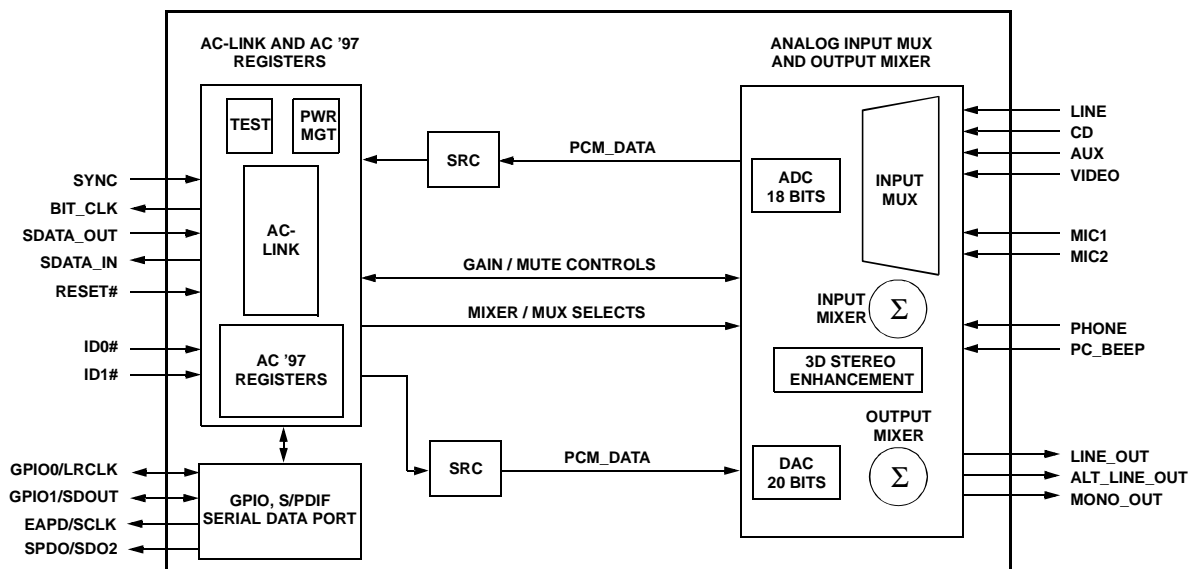 AC-LINK AND AC '97
REGISTERS
ANALOG INPUT MUX
AND OUTPUT MIXER
TEST
PWR
MGT
AC-
LINK
AC '97
REGISTERS
SYNC
BIT_CLK
SDATA_OUT
SDATA_IN
RESET#
ID0#
ID1#
GPIO0/LRCLK
GPIO1/SDOUT
EAPD/SCLK
SPDO/SDO2
GPIO, S/PDIF
SERIAL DATA PORT
SRC
PCM_DATA
GAIN / MUTE CONTROLS
MIXER / MUX SELECTS
SRC
PCM_DATA
ADC
18 BITS
INPUT
MUX
INPUT
MIXER
Σ
3D STEREO
ENHANCEMENT
OUTPUT
MIXER
DAC
20 BITS
Σ
LINE
CD
AUX
VIDEO
MIC1
MIC2
PHONE
PC_BEEP
LINE_OUT
ALT_LINE_OUT
MONO_OUT